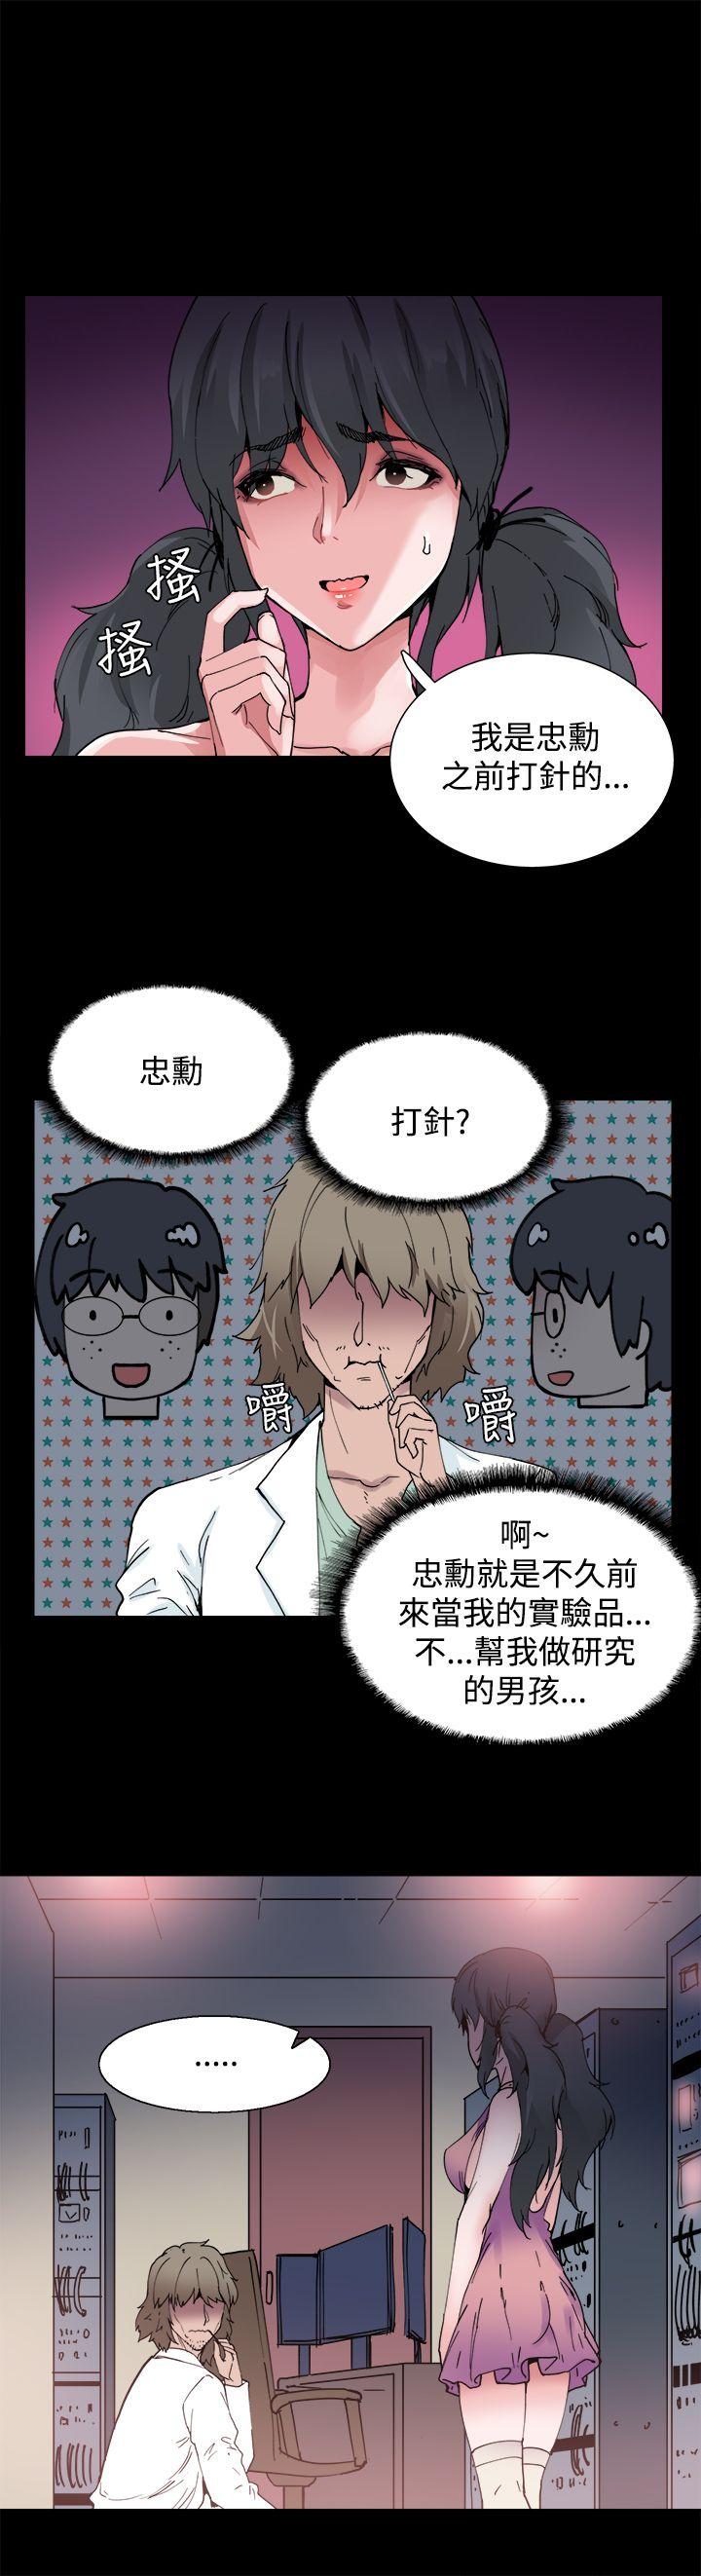 搔
搔
我是忠勳
之前打針的...
忠勳
打針?
嚼
嚼
啊~
忠勳就是不久前
來當我的實驗品...
不...幫我做研究
的男孩...
.....